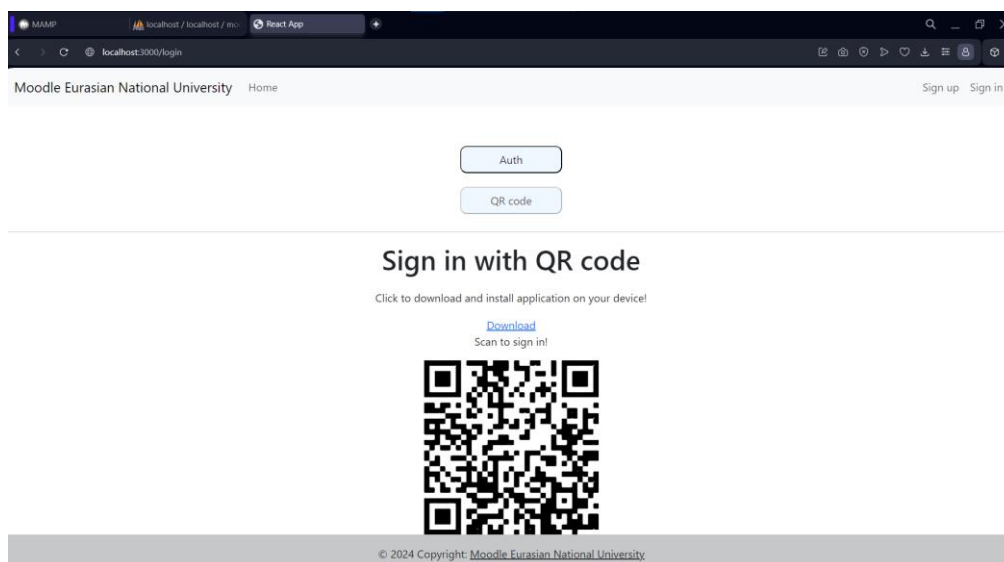 MAMP
localhost / localhost / mo
React App
localhost:3000/login
Moodle Eurasian National University Home Sign up Sign in
Auth
QR code
Sign in with QR code
Click to download and install application on your device!
Download
Scan to sign in!
© 2024 Copyright: Moodle Eurasian National University